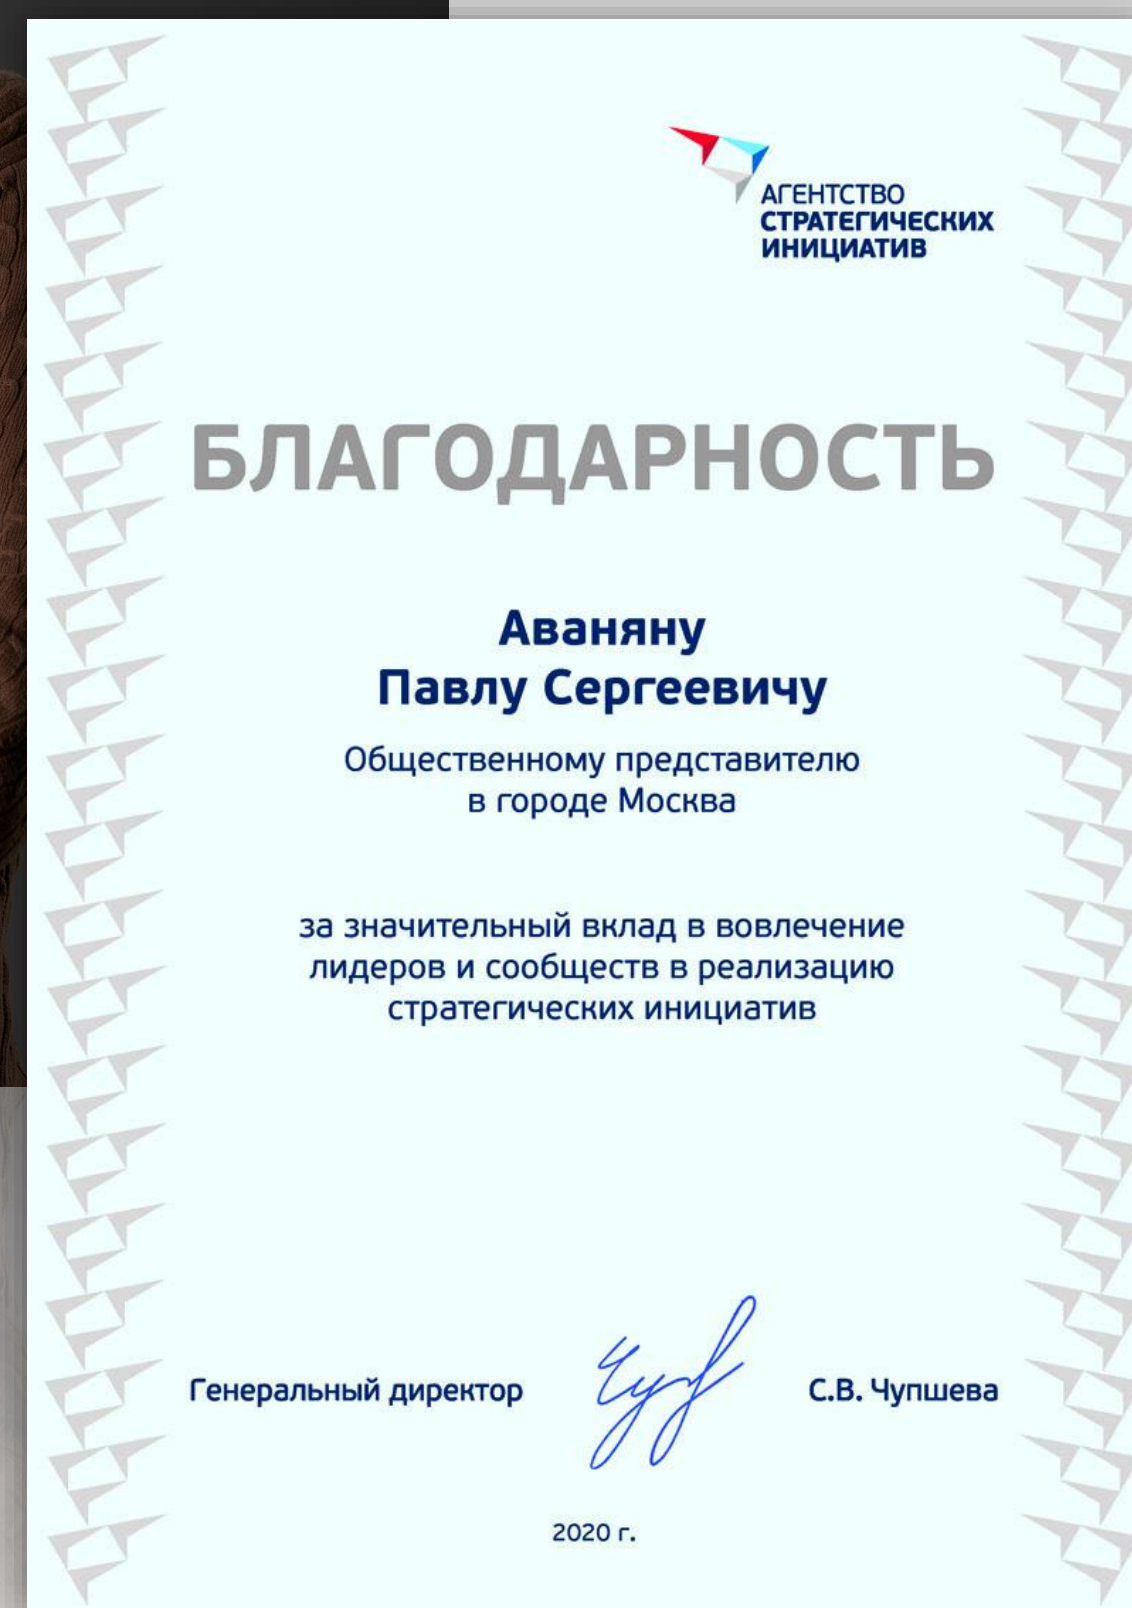 АГЕНТСТВО
СТРАТЕГИЧЕСКИХ
ИНИЦИАТИВ
БЛАГОДАРНОСТЬ
Аваняну
Павлу Сергеевичу
Общественному представителю
в городе Москва
за значительный вклад в вовлечение
лидеров и сообществ в реализацию
стратегических инициатив
Генеральный директор
С.В. Чупшева
2020 г.